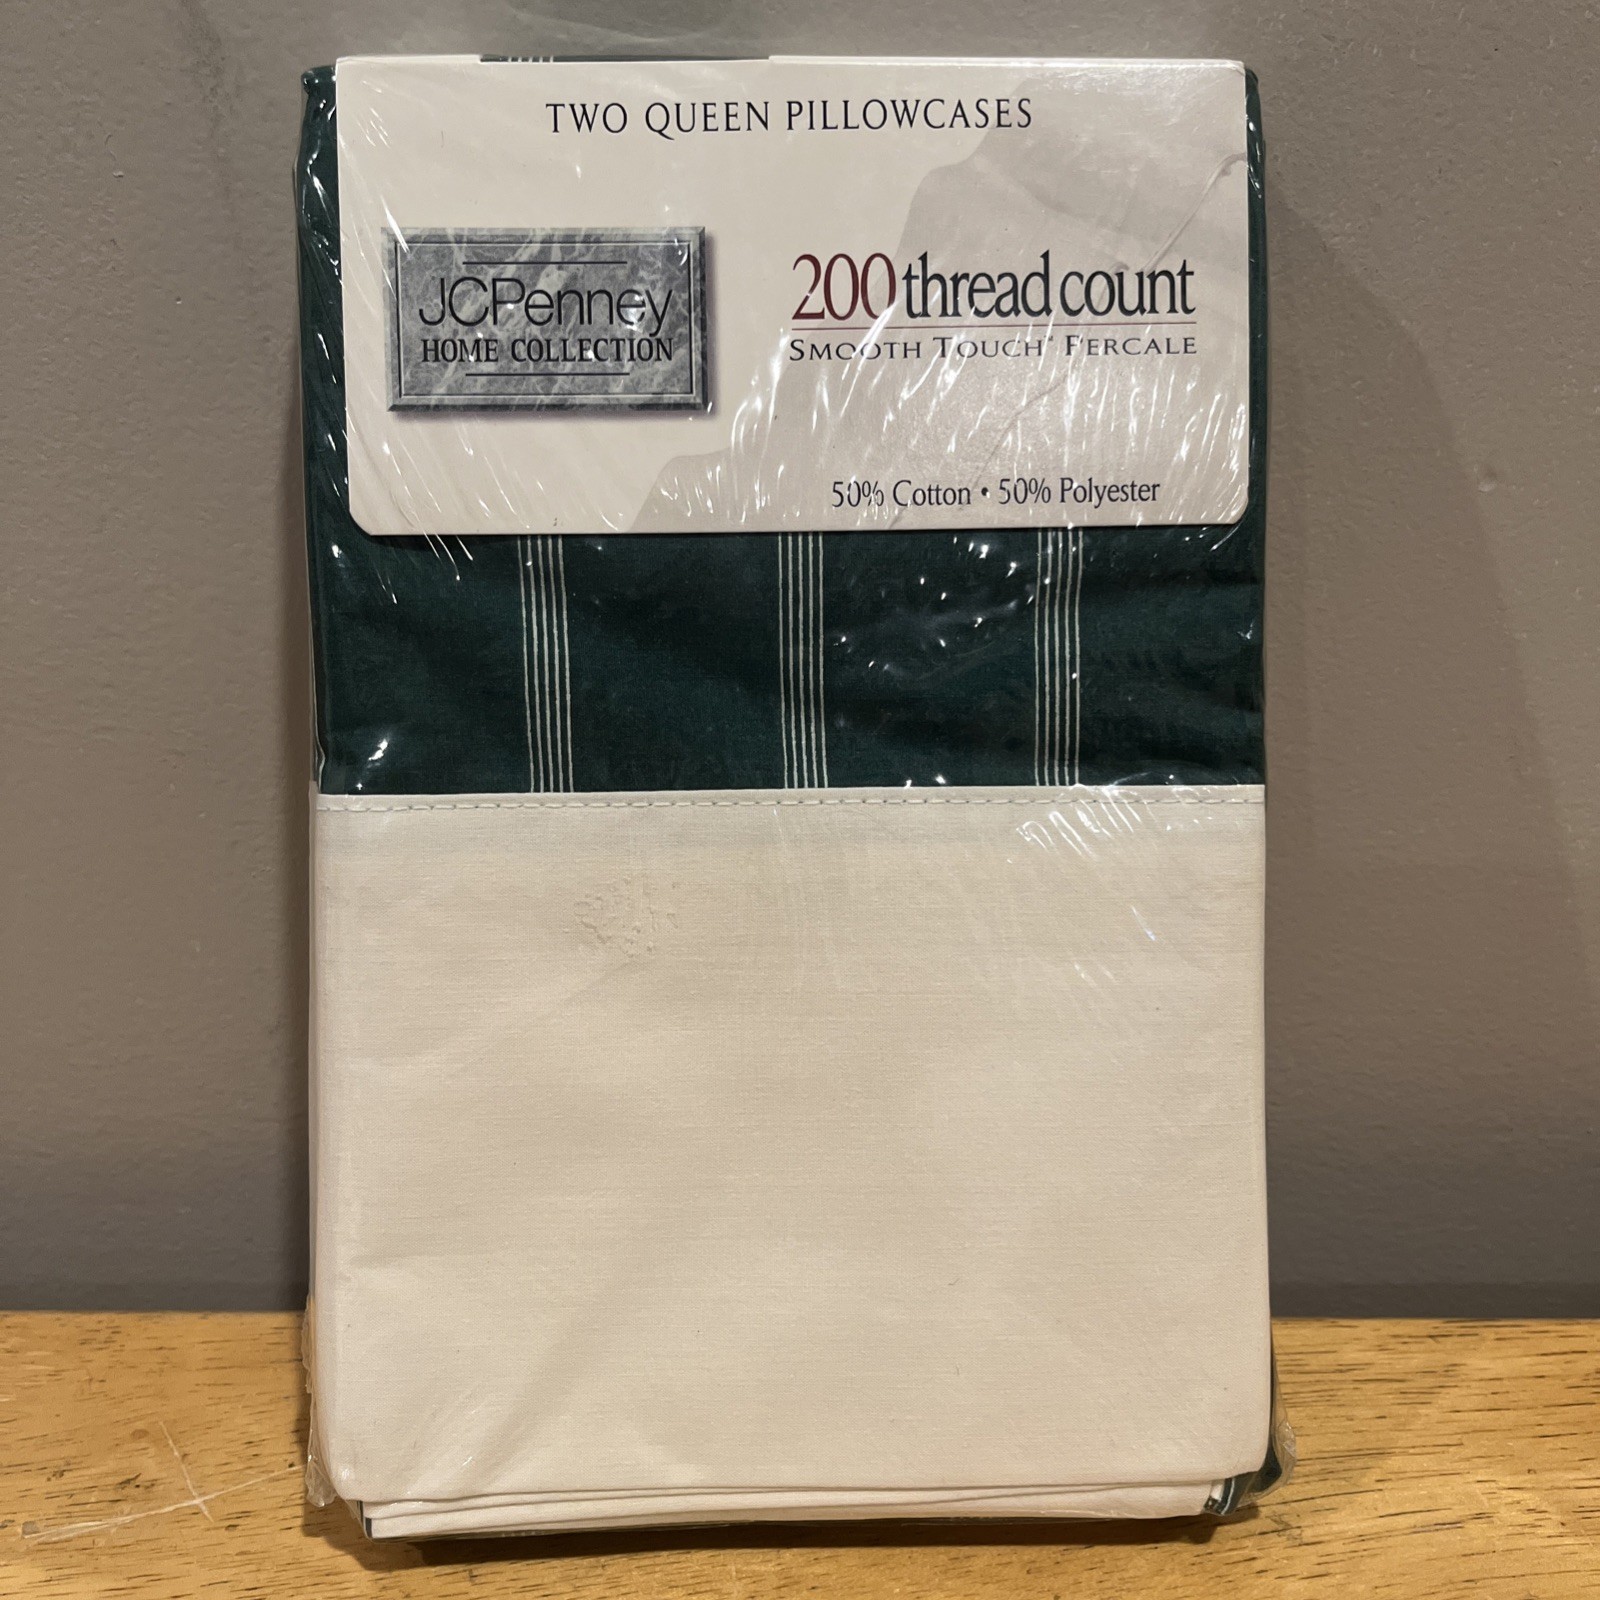 TWO QUEEN PILLOWCASES
JCPenney
HOME COLLECTION
200 thread count
SMOOTH TOUCH PERCALE
50% Cotton • 50% Polyester